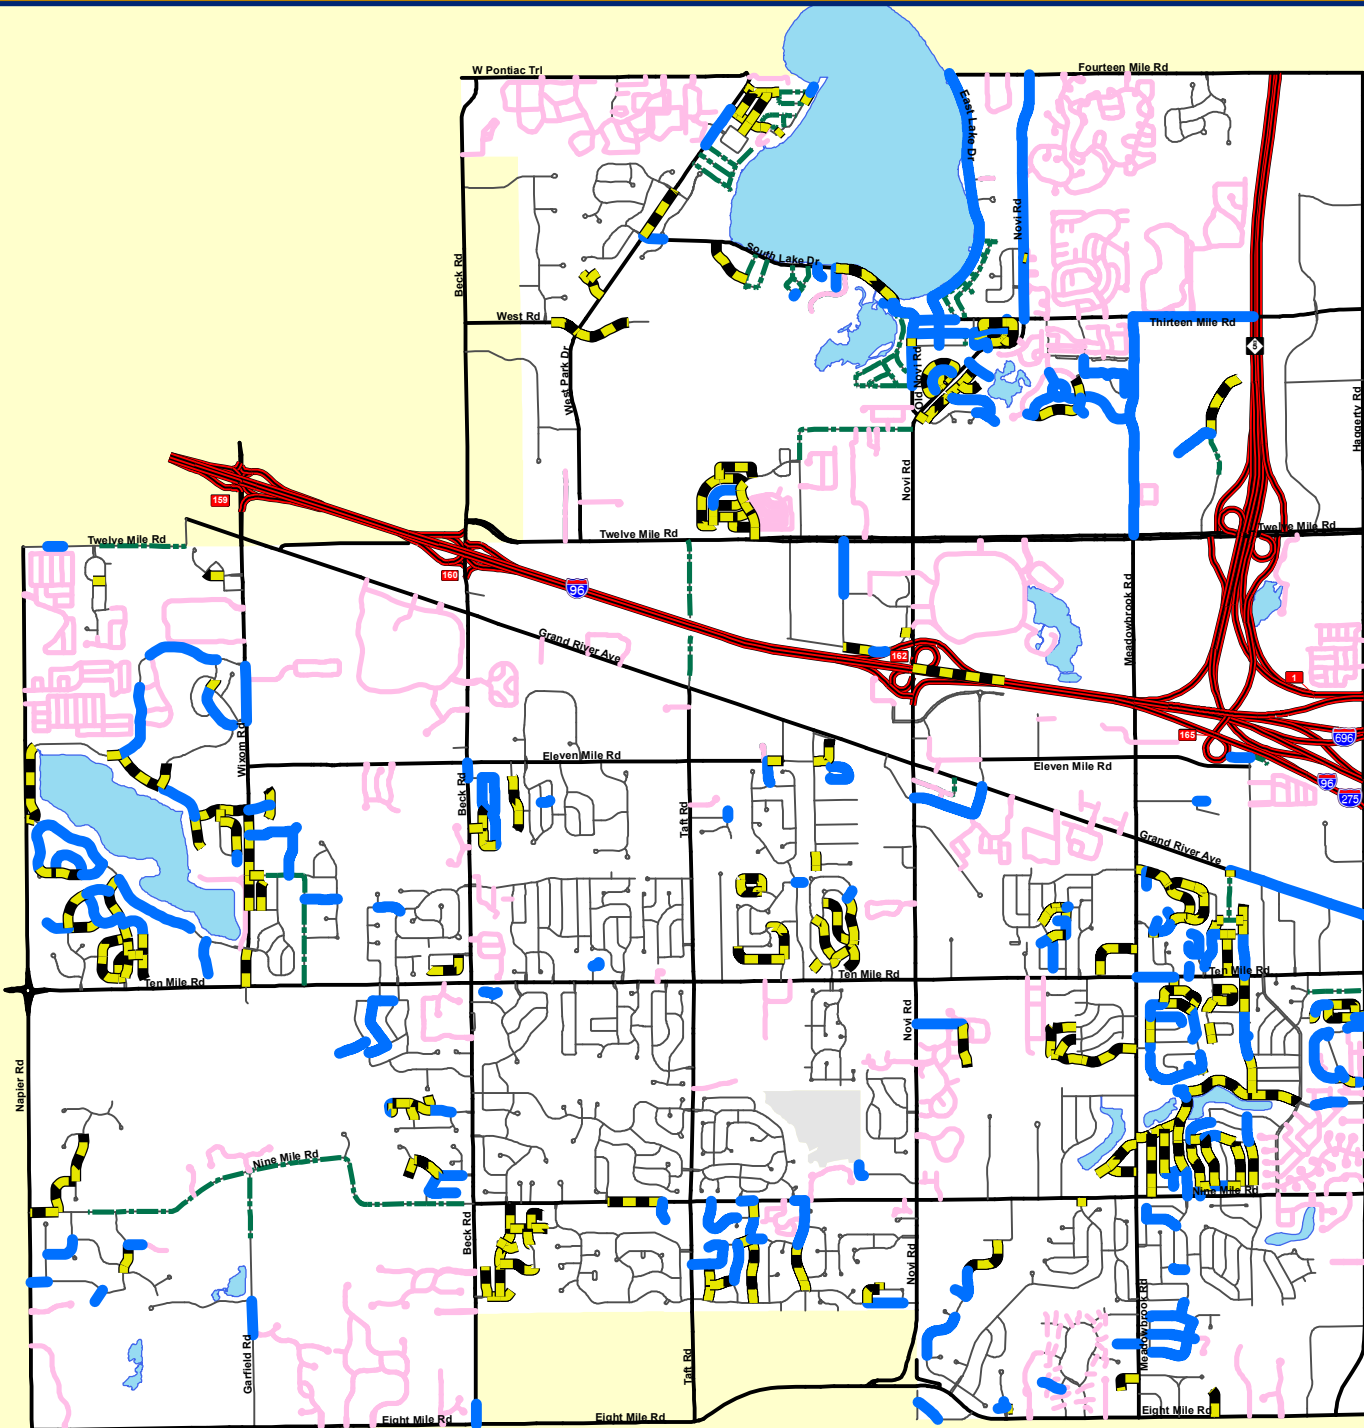 W Pontiac Trl
Fourteen Mile Rd
East Lake Dr
Novi Rd
Beck Rd
South Lake Dr
West Rd
Thirteen Mile Rd
5
West Park Dr
Old Novi Rd
Haggerty Rd
Novi Rd
159
Twelve Mile Rd
Twelve Mile Rd
Twelve Mile Rd
160
96
Meadowbrook Rd
Grand River Ave
162
1
165
696
Wixom Rd
Eleven Mile Rd
Eleven Mile Rd
Beck Rd
96
275
Taft Rd
Grand River Ave
Ten Mile Rd
Ten Mile Rd
Ten Mile Rd
Novi Rd
Napier Rd
Nine Mile Rd
Nine Mile Rd
Beck Rd
Novi Rd
Meadowbrook Rd
Garfield Rd
Taft Rd
Eight Mile Rd
Eight Mile Rd
Eight Mile Rd